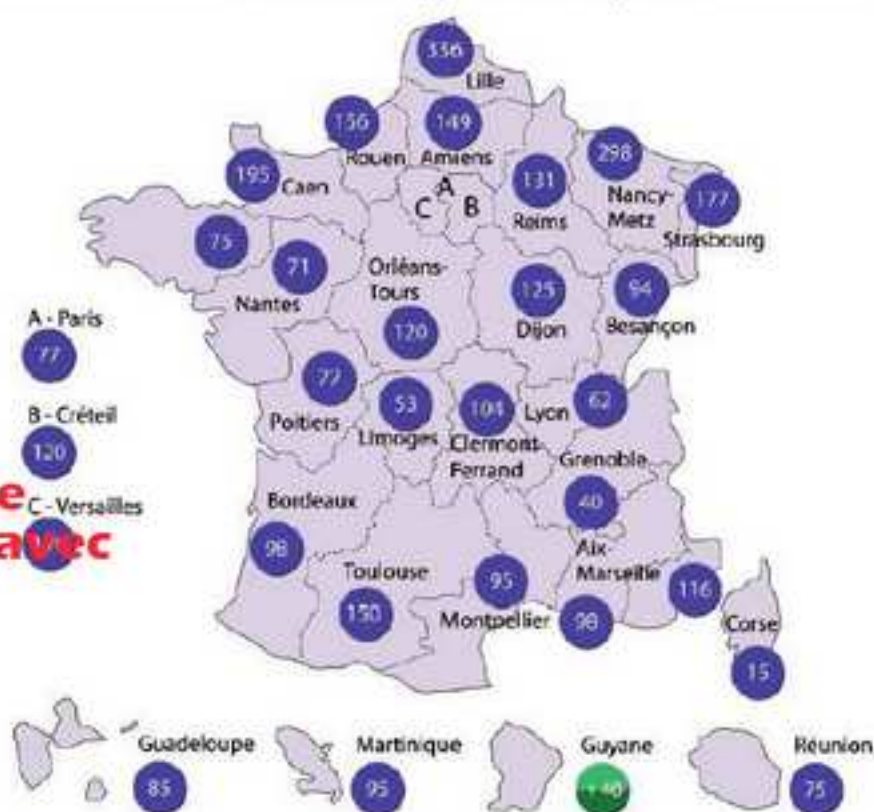 336
Lille
156
149
Rouen
Amiens
298
195
Caen
A
C
B
131
Reims
Nancy-
Metz
177
Strasbourg
75
71
Nantes
Orléans-
Tours
120
125
Dijon
94
Besançon
A - Paris
77
Poitiers
53
Limoges
104
Clermont-
Ferrand
Lyon
62
B - Créteil
120
Grenoble
40
e
C - Versailles
avec
Bordeaux
98
Toulouse
150
95
Montpellier
Aix-
Marseille
98
116
Corse
15
Guadeloupe
85
Martinique
95
Guyane
Réunion
75